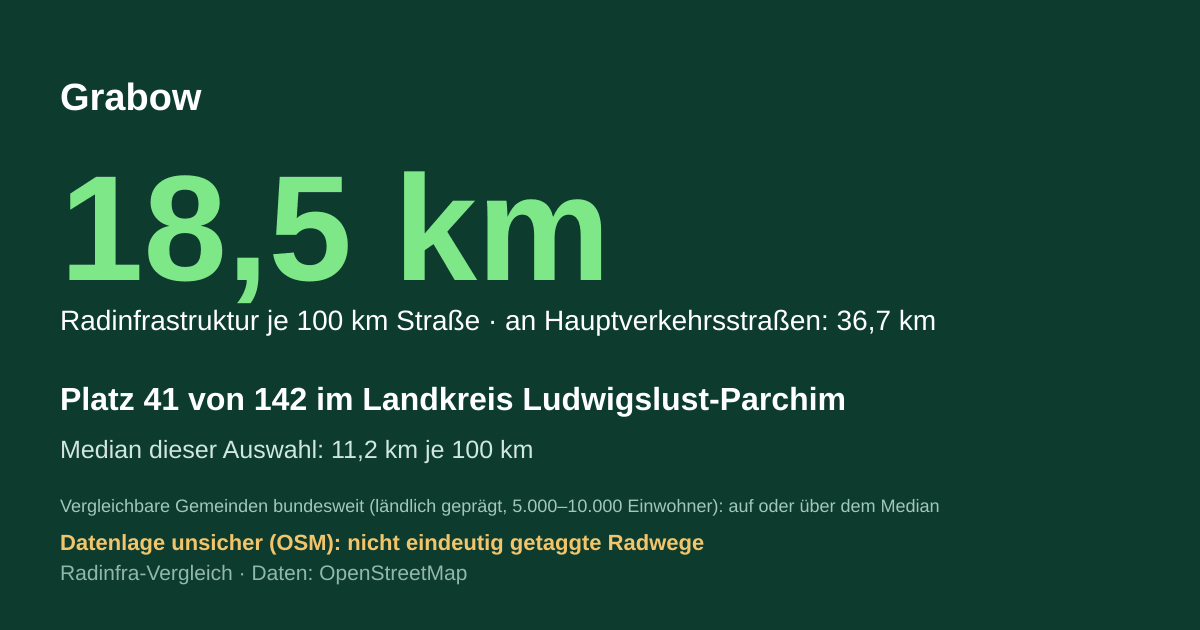 Grabow
18,5 km
Radinfrastruktur je 100 km Straße · an Hauptverkehrsstraßen: 36,7 km
Platz 41 von 142 im Landkreis Ludwigslust-Parchim
Median dieser Auswahl: 11,2 km je 100 km
Vergleichbare Gemeinden bundesweit (ländlich geprägt, 5.000–10.000 Einwohner): auf oder über dem Median
Datenlage unsicher (OSM): nicht eindeutig getaggte Radwege
Radinfra-Vergleich · Daten: OpenStreetMap